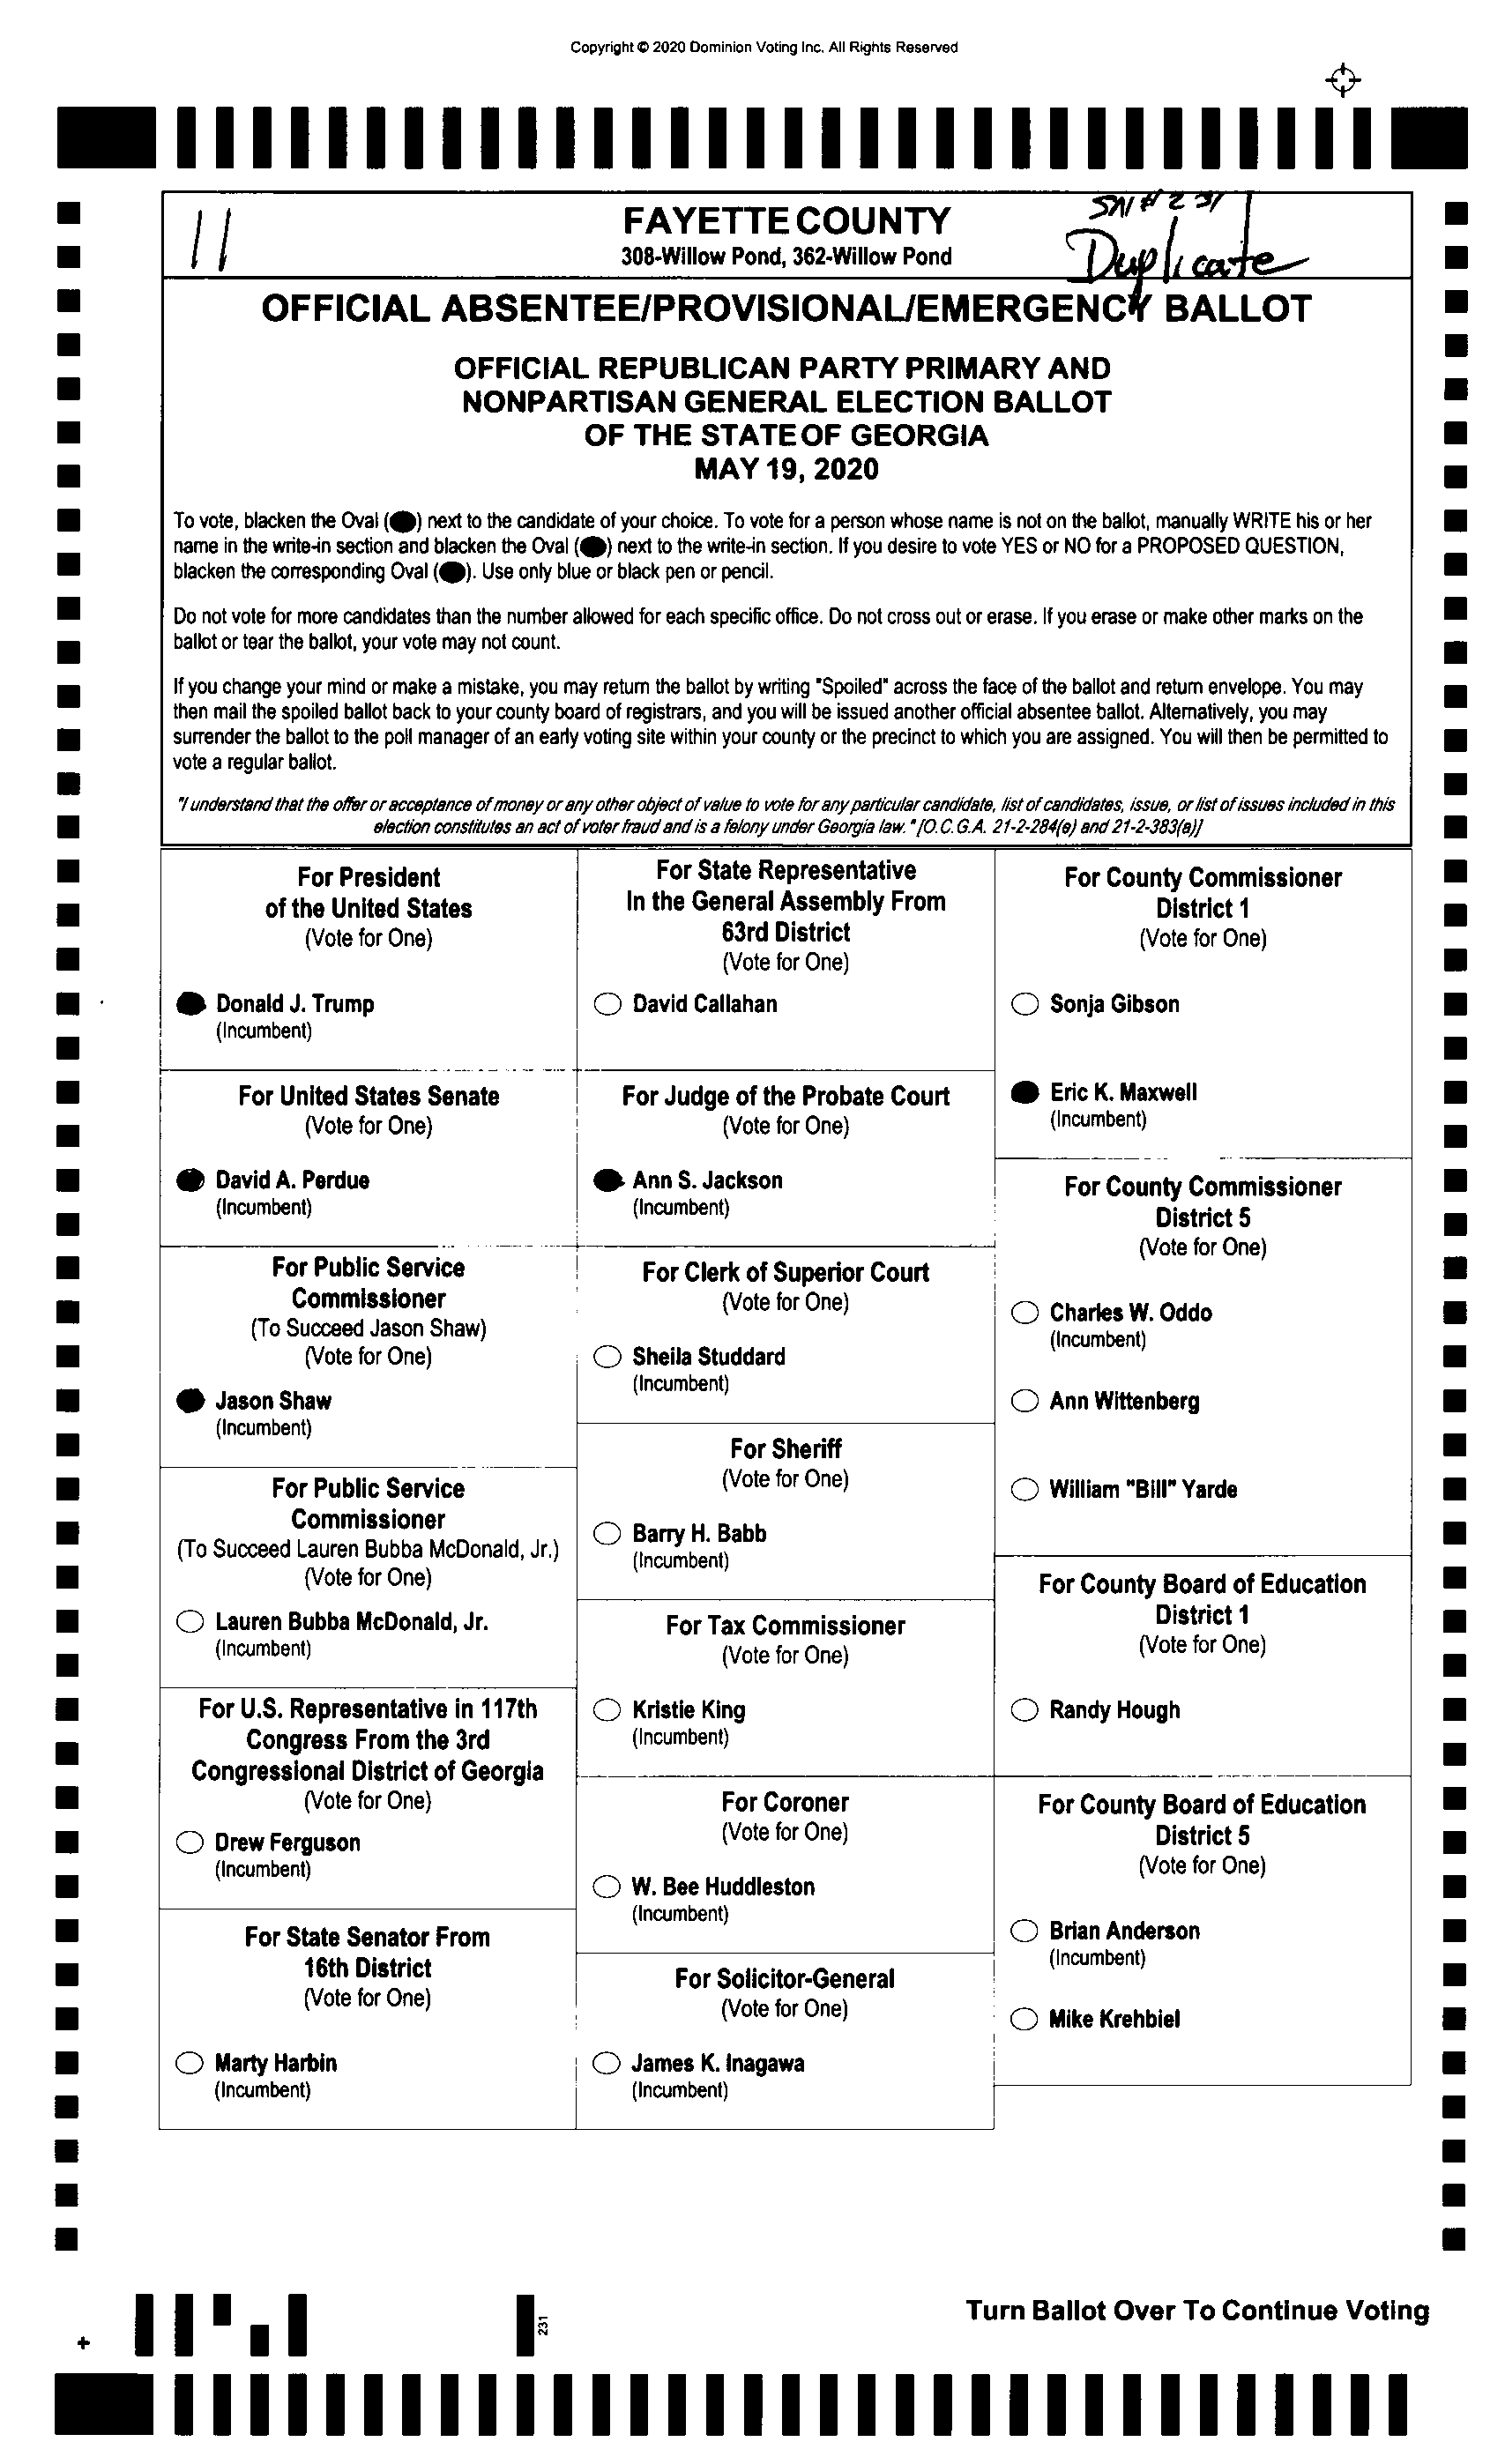 Copyright © 2020 Dominion Voting Inc. All Rights Reserved
11
FAYETTE COUNTY
308-Willow Pond, 362-Willow Pond
SN# 231
Duplicate
OFFICIAL ABSENTEE/PROVISIONAL/EMERGENCY BALLOT
OFFICIAL REPUBLICAN PARTY PRIMARY AND
NONPARTISAN GENERAL ELECTION BALLOT
OF THE STATE OF GEORGIA
MAY 19, 2020
To vote, blacken the Oval (⬬) next to the candidate of your choice. To vote for a person whose name is not on the ballot, manually WRITE his or her
name in the write-in section and blacken the Oval (⬬) next to the write-in section. If you desire to vote YES or NO for a PROPOSED QUESTION,
blacken the corresponding Oval (⬬). Use only blue or black pen or pencil.
Do not vote for more candidates than the number allowed for each specific office. Do not cross out or erase. If you erase or make other marks on the
ballot or tear the ballot, your vote may not count.
If you change your mind or make a mistake, you may return the ballot by writing "Spoiled" across the face of the ballot and return envelope. You may
then mail the spoiled ballot back to your county board of registrars, and you will be issued another official absentee ballot. Alternatively, you may
surrender the ballot to the poll manager of an early voting site within your county or the precinct to which you are assigned. You will then be permitted to
vote a regular ballot.
"I understand that the offer or acceptance of money or any other object of value to vote for any particular candidate, list of candidates, issue, or list of issues included in this
election constitutes an act of voter fraud and is a felony under Georgia law." [O.C.G.A. 21-2-284(e) and 21-2-383(a)]
For President
of the United States
(Vote for One)
Donald J. Trump
(Incumbent)
For United States Senate
(Vote for One)
David A. Perdue
(Incumbent)
For Public Service
Commissioner
(To Succeed Jason Shaw)
(Vote for One)
Jason Shaw
(Incumbent)
For Public Service
Commissioner
(To Succeed Lauren Bubba McDonald, Jr.)
(Vote for One)
Lauren Bubba McDonald, Jr.
(Incumbent)
For U.S. Representative in 117th
Congress From the 3rd
Congressional District of Georgia
(Vote for One)
Drew Ferguson
(Incumbent)
For State Senator From
16th District
(Vote for One)
Marty Harbin
(Incumbent)
For State Representative
In the General Assembly From
63rd District
(Vote for One)
David Callahan
For Judge of the Probate Court
(Vote for One)
Ann S. Jackson
(Incumbent)
For Clerk of Superior Court
(Vote for One)
Sheila Studdard
(Incumbent)
For Sheriff
(Vote for One)
Barry H. Babb
(Incumbent)
For Tax Commissioner
(Vote for One)
Kristie King
(Incumbent)
For Coroner
(Vote for One)
W. Bee Huddleston
(Incumbent)
For Solicitor-General
(Vote for One)
James K. Inagawa
(Incumbent)
For County Commissioner
District 1
(Vote for One)
Sonja Gibson
Eric K. Maxwell
(Incumbent)
For County Commissioner
District 5
(Vote for One)
Charles W. Oddo
(Incumbent)
Ann Wittenberg
William "Bill" Yarde
For County Board of Education
District 1
(Vote for One)
Randy Hough
For County Board of Education
District 5
(Vote for One)
Brian Anderson
(Incumbent)
Mike Krehbiel
Turn Ballot Over To Continue Voting
231